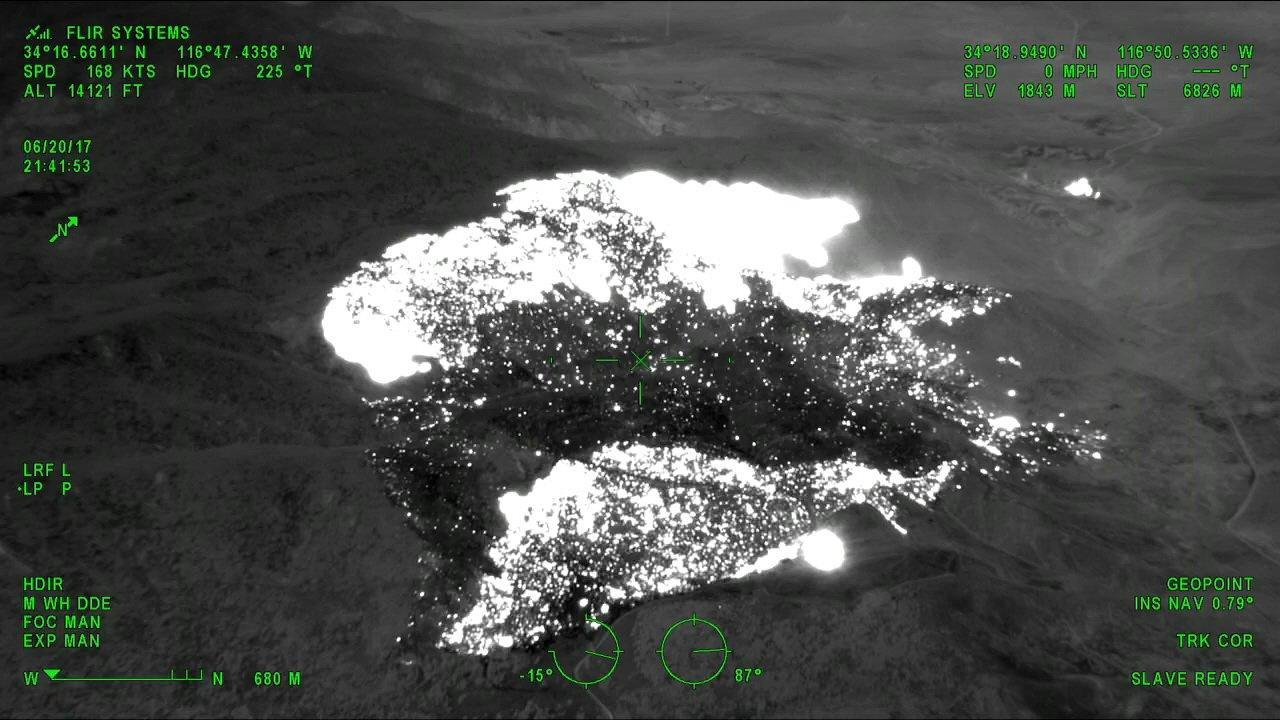 FLIR SYSTEMS
34°16.6611' N 116°47.4358' W
SPD 168 KTS HDG 225 °T
ALT 14121 FT
34°18.9490' N 116°50.5336' W
SPD 0 MPH HDG --- °T
ELV 1843 M SLT 6826 M
06/20/17
21:41:53
N
LRF L
·LP P
HDIR
M WH DDE
FOC MAN
EXP MAN
W N 680 M
-15° 87°
GEOPOINT
INS NAV 0.79°
TRK COR
SLAVE READY